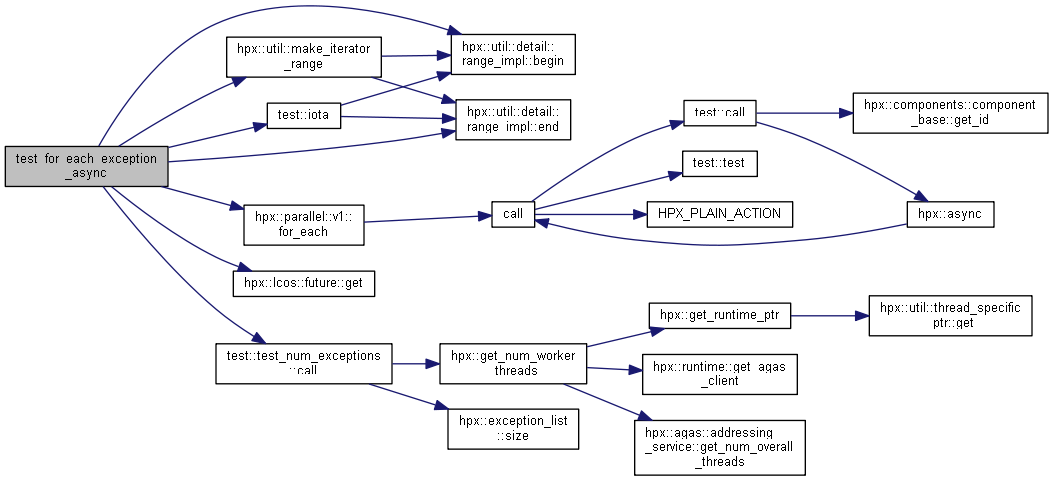 test_for_each_exception
_async
hpx::util::make_iterator
_range
test::iota
hpx::util::detail::
range_impl::begin
hpx::util::detail::
range_impl::end
hpx::parallel::v1::
for_each
hpx::lcos::future::get
test::test_num_exceptions
::call
call
test::call
test::test
HPX_PLAIN_ACTION
hpx::components::component
_base::get_id
hpx::async
hpx::get_num_worker
_threads
hpx::exception_list
::size
hpx::get_runtime_ptr
hpx::runtime::get_agas
_client
hpx::agas::addressing
_service::get_num_overall
_threads
hpx::util::thread_specific
_ptr::get